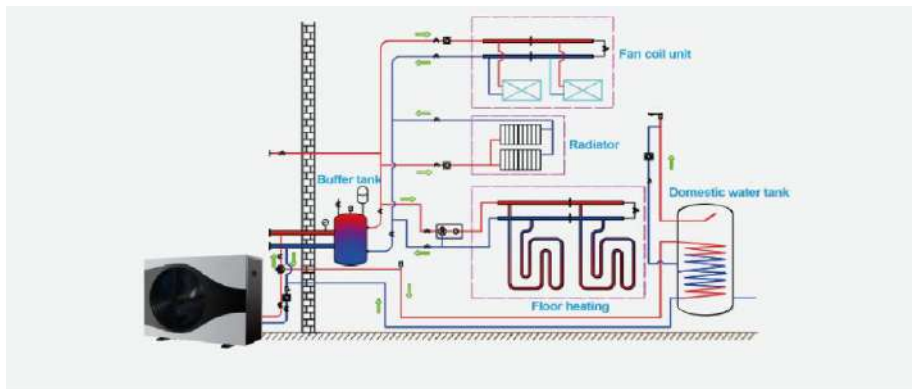 Fan coil unit
Radiator
Buffer tank
Domestic water tank
Floor heating